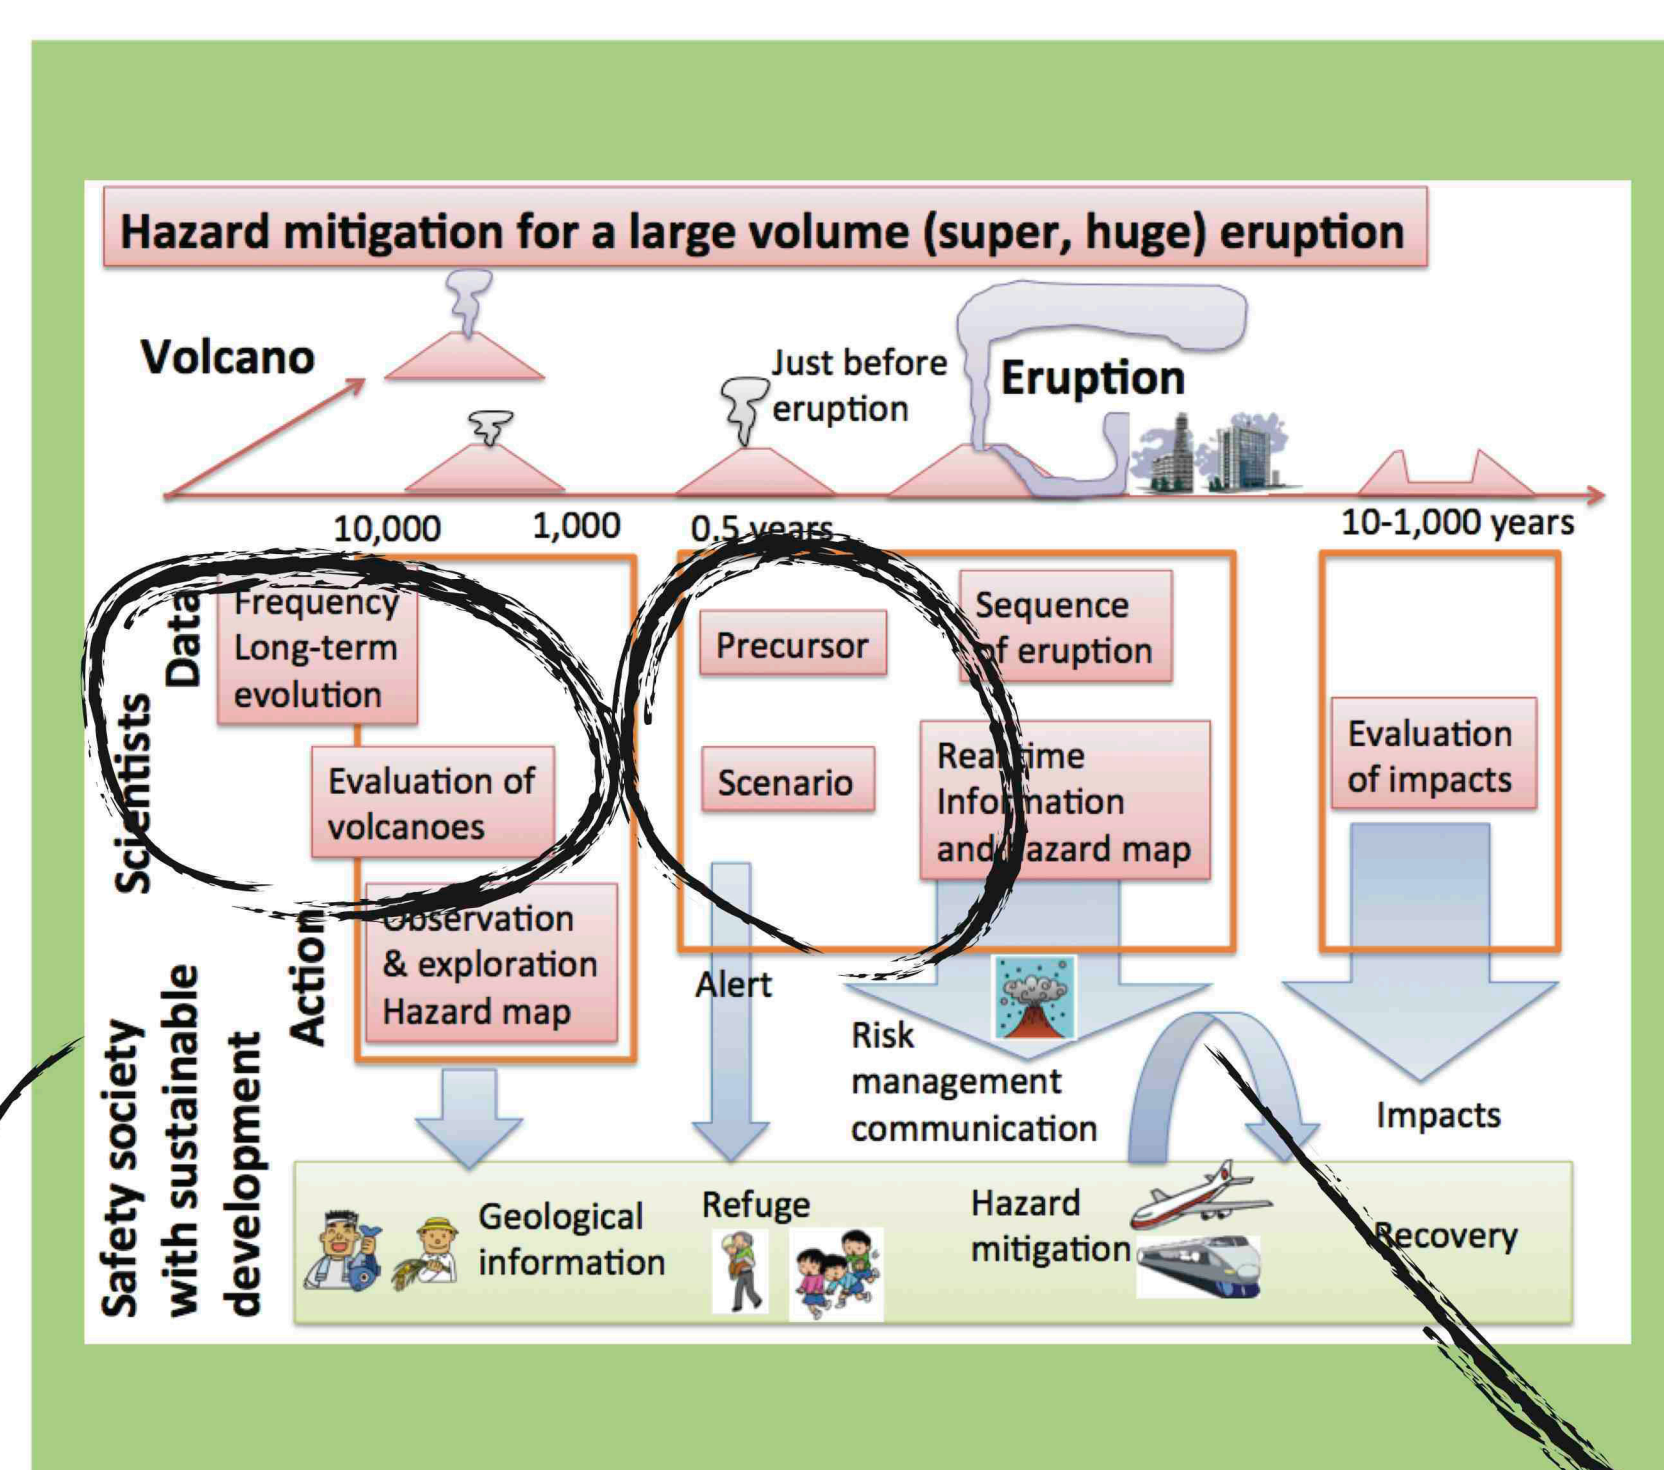 Hazard mitigation for a large volume (super, huge) eruption
Volcano
Just before
eruption
Eruption
10,000
1,000
0.5 years
10-1,000 years
Scientists
Data
Frequency
Long-term
evolution
Evaluation of
volcanoes
Action
Observation
& exploration
Hazard map
Precursor
Scenario
Sequence
of eruption
Real time
Information
and hazard map
Evaluation
of impacts
Alert
Risk
management
communication
Impacts
Safety society
with sustainable
development
Geological
information
Refuge
Hazard
mitigation
Recovery